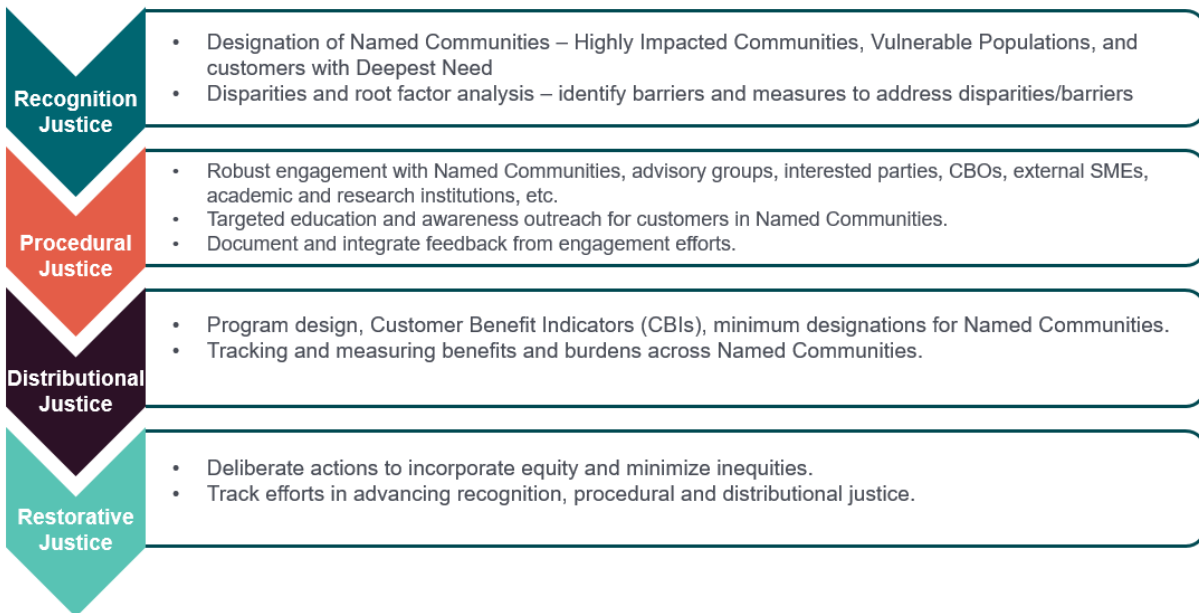 Recognition
Justice
• Designation of Named Communities – Highly Impacted Communities, Vulnerable Populations, and
customers with Deepest Need
• Disparities and root factor analysis – identify barriers and measures to address disparities/barriers
Procedural
Justice
• Robust engagement with Named Communities, advisory groups, interested parties, CBOs, external SMEs,
academic and research institutions, etc.
• Targeted education and awareness outreach for customers in Named Communities.
• Document and integrate feedback from engagement efforts.
Distributional
Justice
• Program design, Customer Benefit Indicators (CBIs), minimum designations for Named Communities.
• Tracking and measuring benefits and burdens across Named Communities.
Restorative
Justice
• Deliberate actions to incorporate equity and minimize inequities.
• Track efforts in advancing recognition, procedural and distributional justice.